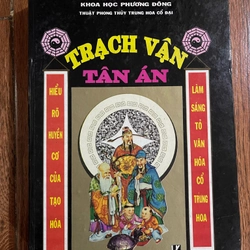 KHOA HỌC PHƯƠNG ĐÔNG
THUẬT PHONG THỦY TRUNG HOA CỔ ĐẠI
TRẠCH VẬN
TÂN ÁN
HIỂU RÕ HUYỀN CƠ CỦA TẠO HÓA
LÀM SÁNG TỎ VĂN HÓA CỔ TRUNG HOA